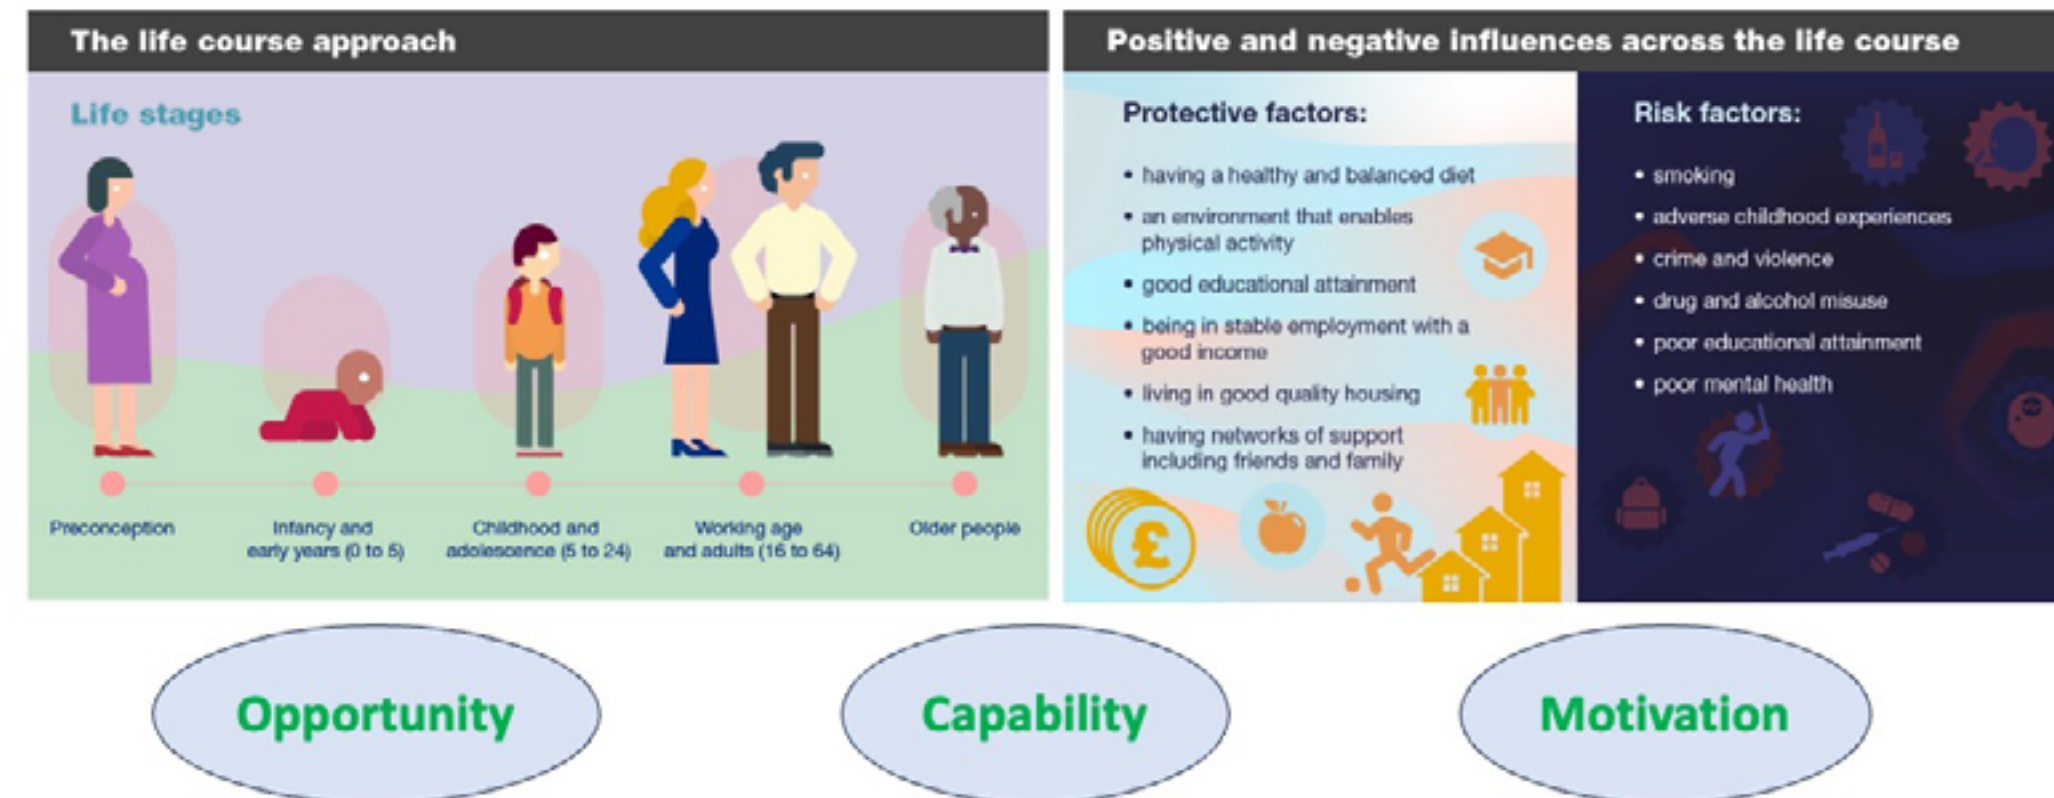 The life course approach
Life stages
Preconception
Infancy and
early years (0 to 5)
Childhood and
adolescence (5 to 24)
Working age
and adults (16 to 64)
Older people
Positive and negative influences across the life course
Protective factors:
• having a healthy and balanced diet
• an environment that enables
physical activity
• good educational attainment
• being in stable employment with a
good income
• living in good quality housing
• having networks of support
including friends and family
£
Risk factors:
• smoking
• adverse childhood experiences
• crime and violence
• drug and alcohol misuse
• poor educational attainment
• poor mental health
Opportunity
Capability
Motivation